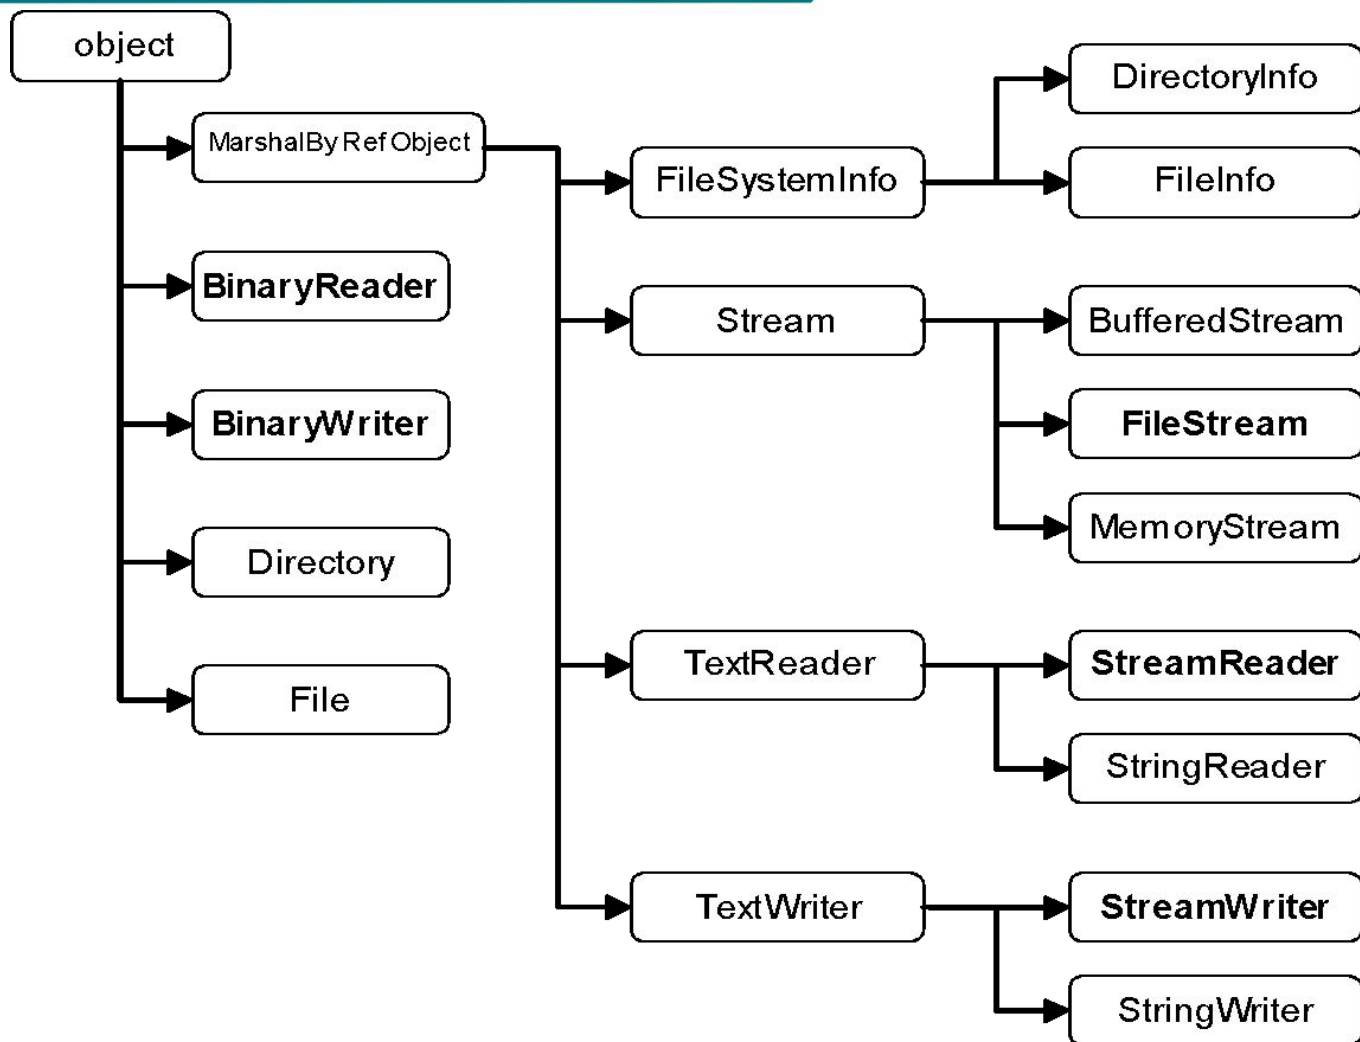 object
MarshalByRefObject
BinaryReader
BinaryWriter
Directory
File
FileSystemInfo
Stream
TextReader
TextWriter
DirectoryInfo
FileInfo
BufferedStream
FileStream
MemoryStream
StreamReader
StringReader
StreamWriter
StringWriter